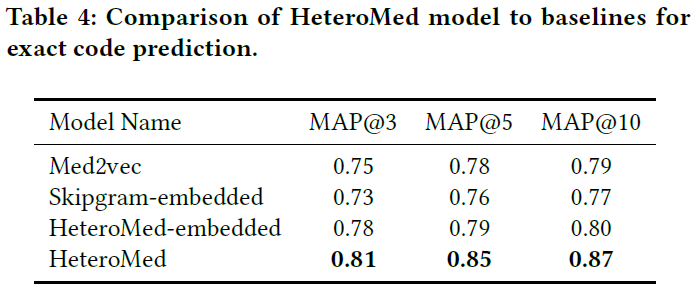 Table 4: Comparison of HeteroMed model to baselines for
exact code prediction.
Model Name MAP@3 MAP@5 MAP@10
Med2vec 0.75 0.78 0.79
Skipgram-embedded 0.73 0.76 0.77
HeteroMed-embedded 0.78 0.79 0.80
HeteroMed 0.81 0.85 0.87